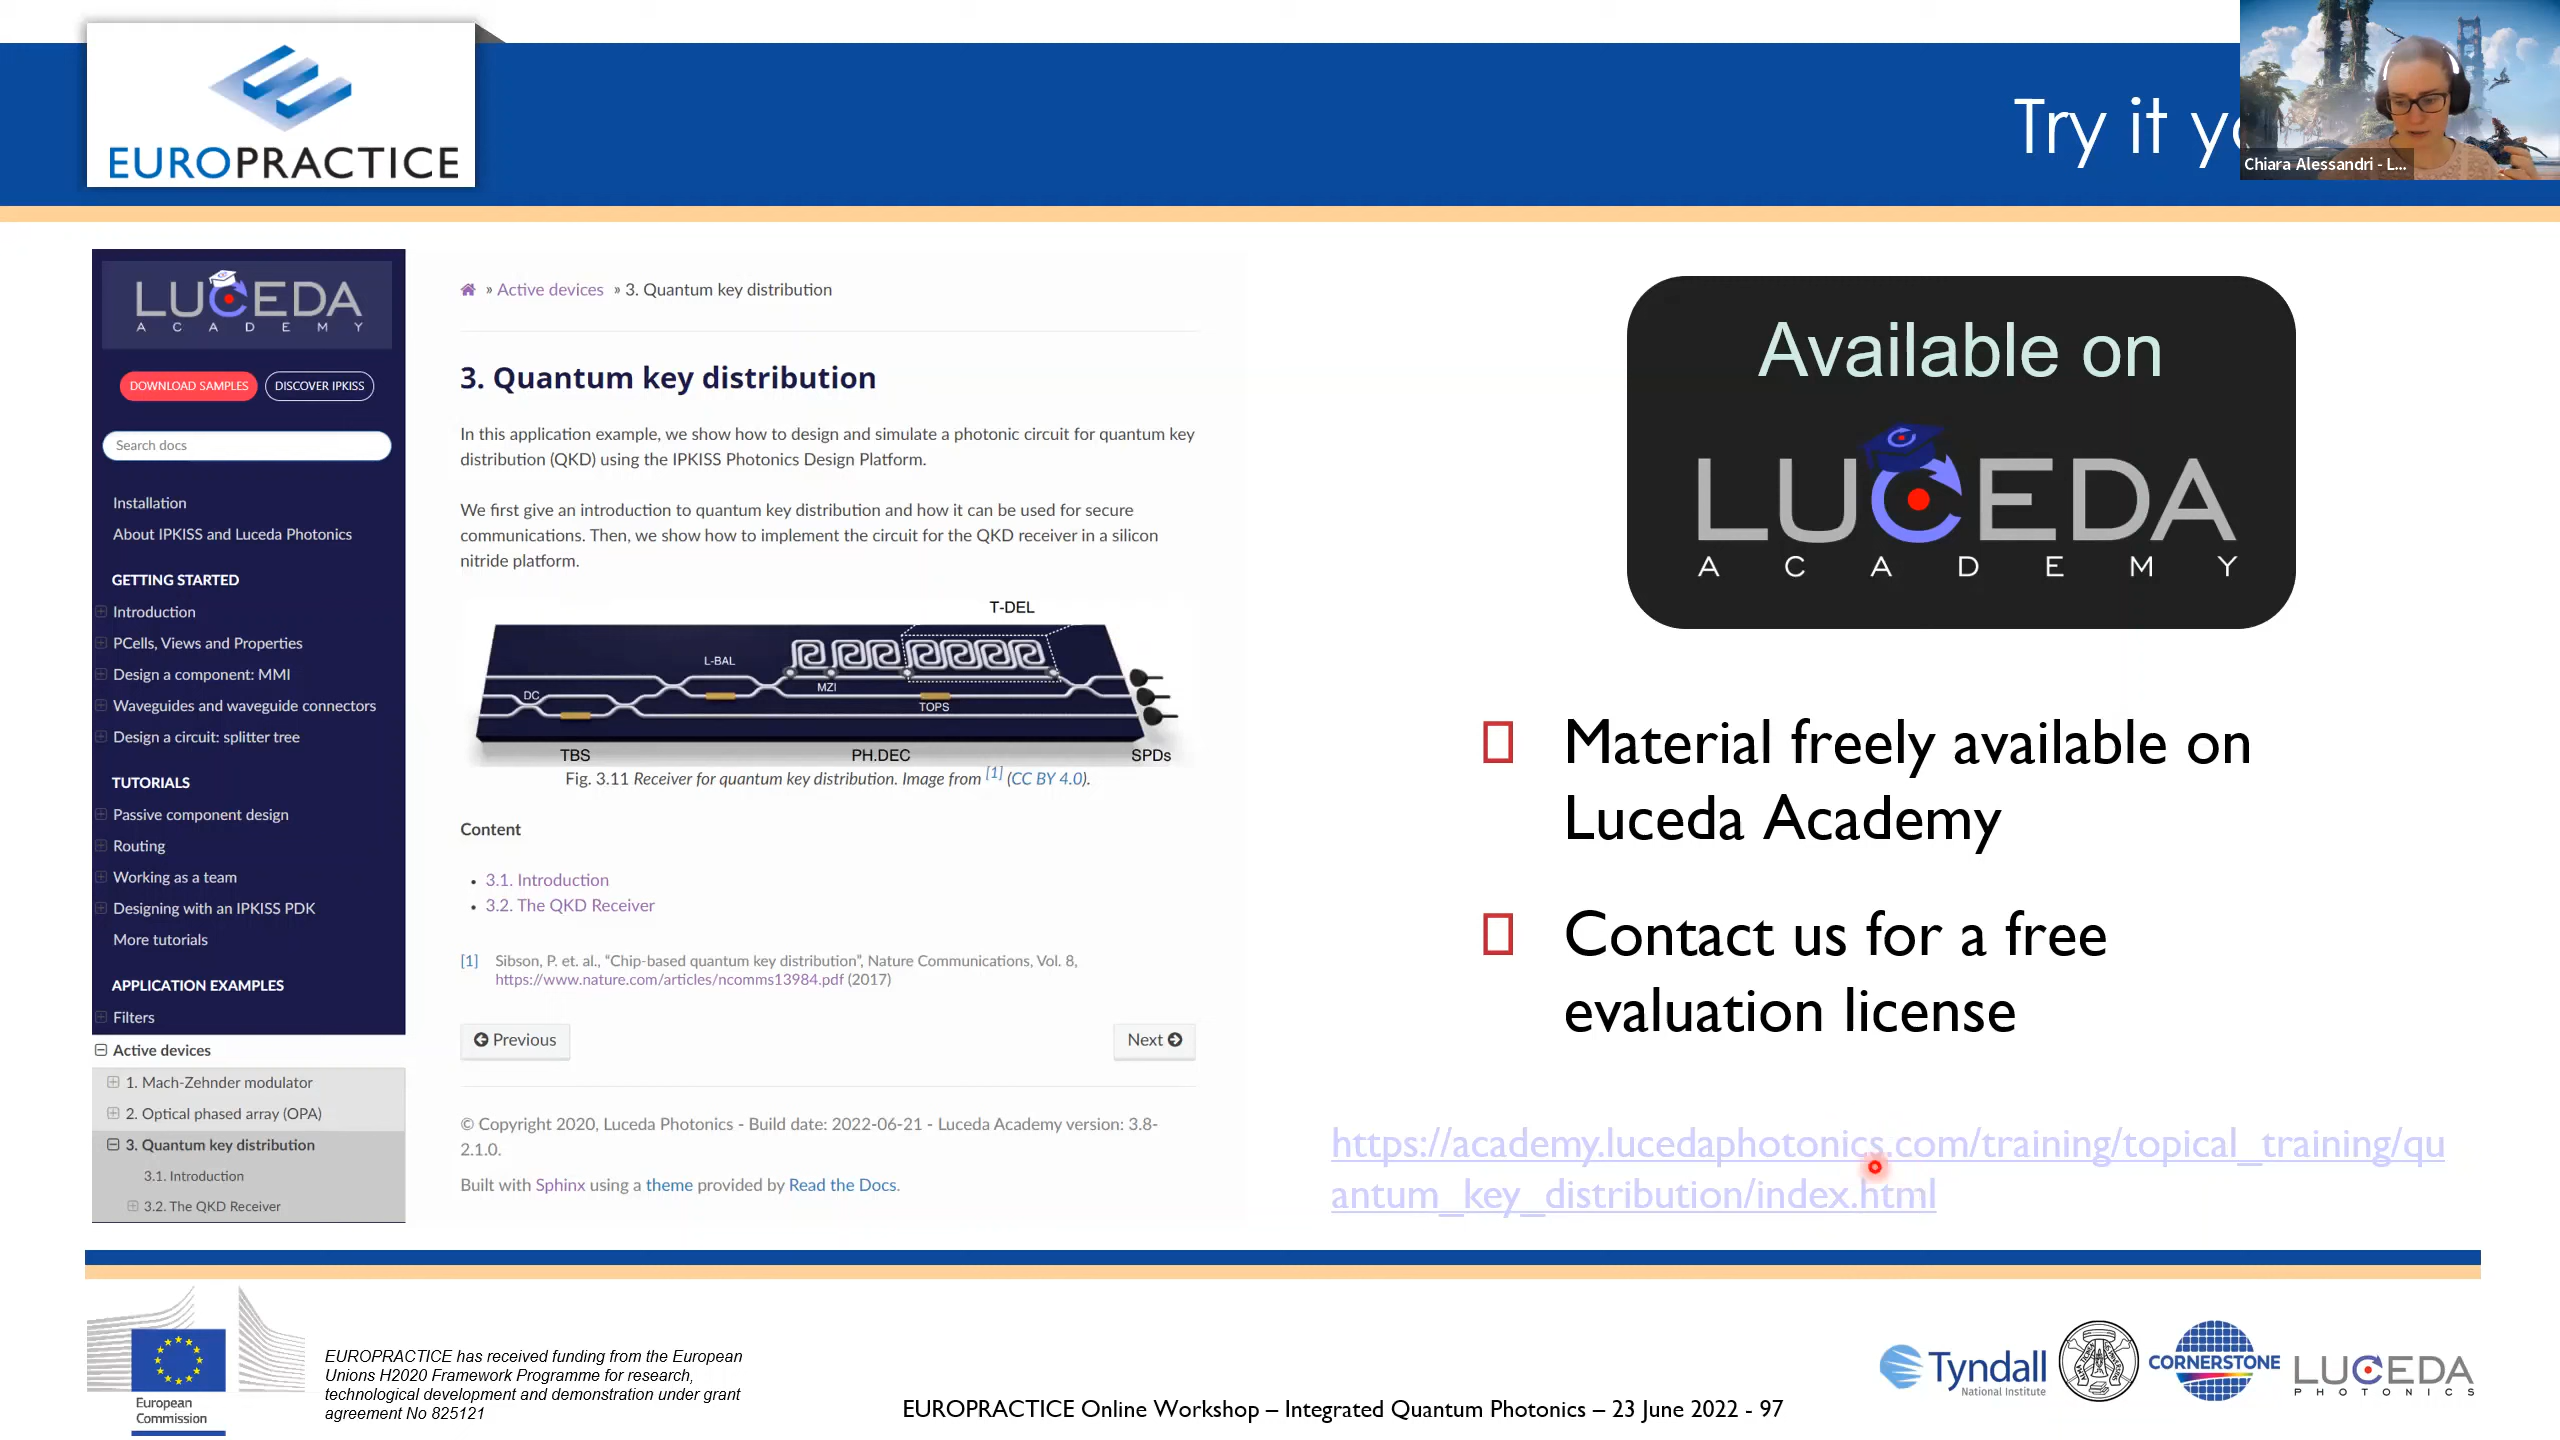 EUROPRACTICE
Try it yo
Chiara Alessandri - L...
LUCEDA
ACADEMY
DOWNLOAD SAMPLES
DISCOVER IPKISS
Search docs
Installation
About IPKISS and Luceda Photonics
GETTING STARTED
Introduction
PCells, Views and Properties
Design a component: MMI
Waveguides and waveguide connectors
Design a circuit: splitter tree
TUTORIALS
Passive component design
Routing
Working as a team
Designing with an IPKISS PDK
More tutorials
APPLICATION EXAMPLES
Filters
Active devices
1. Mach-Zehnder modulator
2. Optical phased array (OPA)
3. Quantum key distribution
3.1. Introduction
3.2. The QKD Receiver
» Active devices » 3. Quantum key distribution
3. Quantum key distribution
In this application example, we show how to design and simulate a photonic circuit for quantum key
distribution (QKD) using the IPKISS Photonics Design Platform.
We first give an introduction to quantum key distribution and how it can be used for secure
communications. Then, we show how to implement the circuit for the QKD receiver in a silicon
nitride platform.
T-DEL
L-BAL
MZI
DC
TOPS
TBS
PH.DEC
SPDs
Fig. 3.11 Receiver for quantum key distribution. Image from [1] (CC BY 4.0).
Content
• 3.1. Introduction
• 3.2. The QKD Receiver
[1] Sibson, P. et. al., “Chip-based quantum key distribution”, Nature Communications, Vol. 8,
https://www.nature.com/articles/ncomms13984.pdf (2017)
Previous
Next
© Copyright 2020, Luceda Photonics - Build date: 2022-06-21 - Luceda Academy version: 3.8-
2.1.0.
Built with Sphinx using a theme provided by Read the Docs.
Available on
LUCEDA
ACADEMY
Material freely available on
Luceda Academy
Contact us for a free
evaluation license
https://academy.lucedaphotonics.com/training/topical_training/qu
antum_key_distribution/index.html
European
Commission
EUROPRACTICE has received funding from the European
Unions H2020 Framework Programme for research,
technological development and demonstration under grant
agreement No 825121
EUROPRACTICE Online Workshop – Integrated Quantum Photonics – 23 June 2022 - 97
Tyndall
National Institute
CORNERSTONE
LUCEDA
PHOTONICS